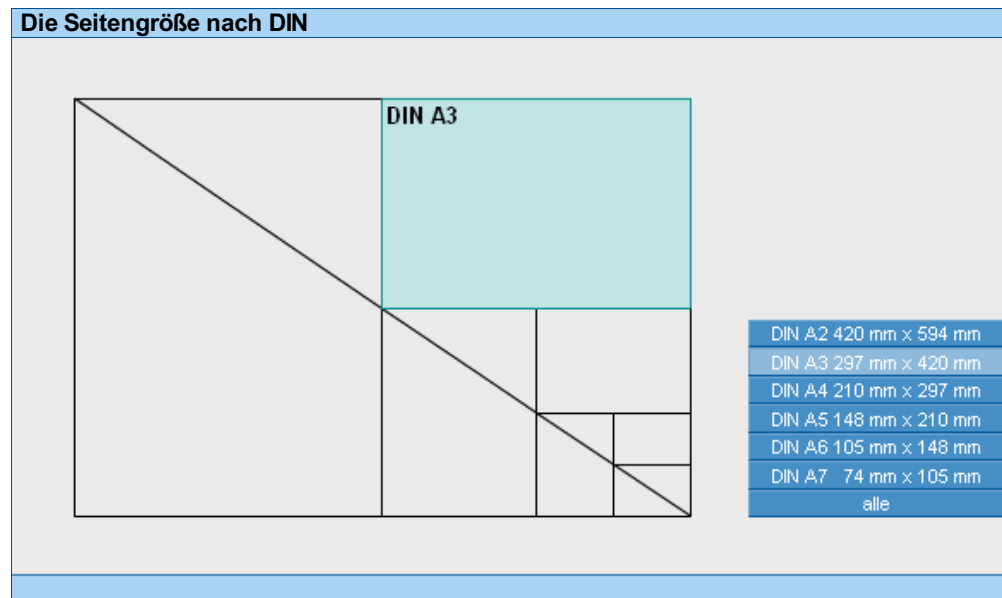 Die Seitengröße nach DIN
DIN A3
DIN A2 420 mm x 594 mm
DIN A3 297 mm x 420 mm
DIN A4 210 mm x 297 mm
DIN A5 148 mm x 210 mm
DIN A6 105 mm x 148 mm
DIN A7 74 mm x 105 mm
alle